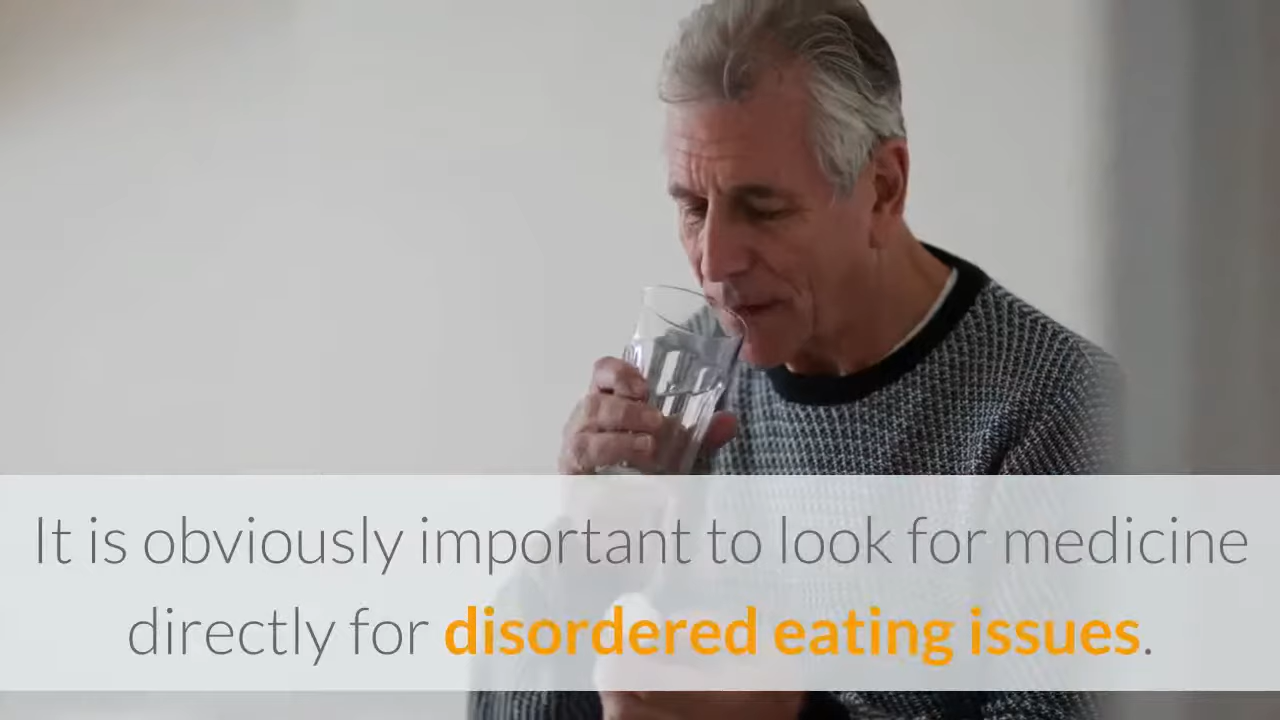 It is obviously important to look for medicine
directly for disordered eating issues.